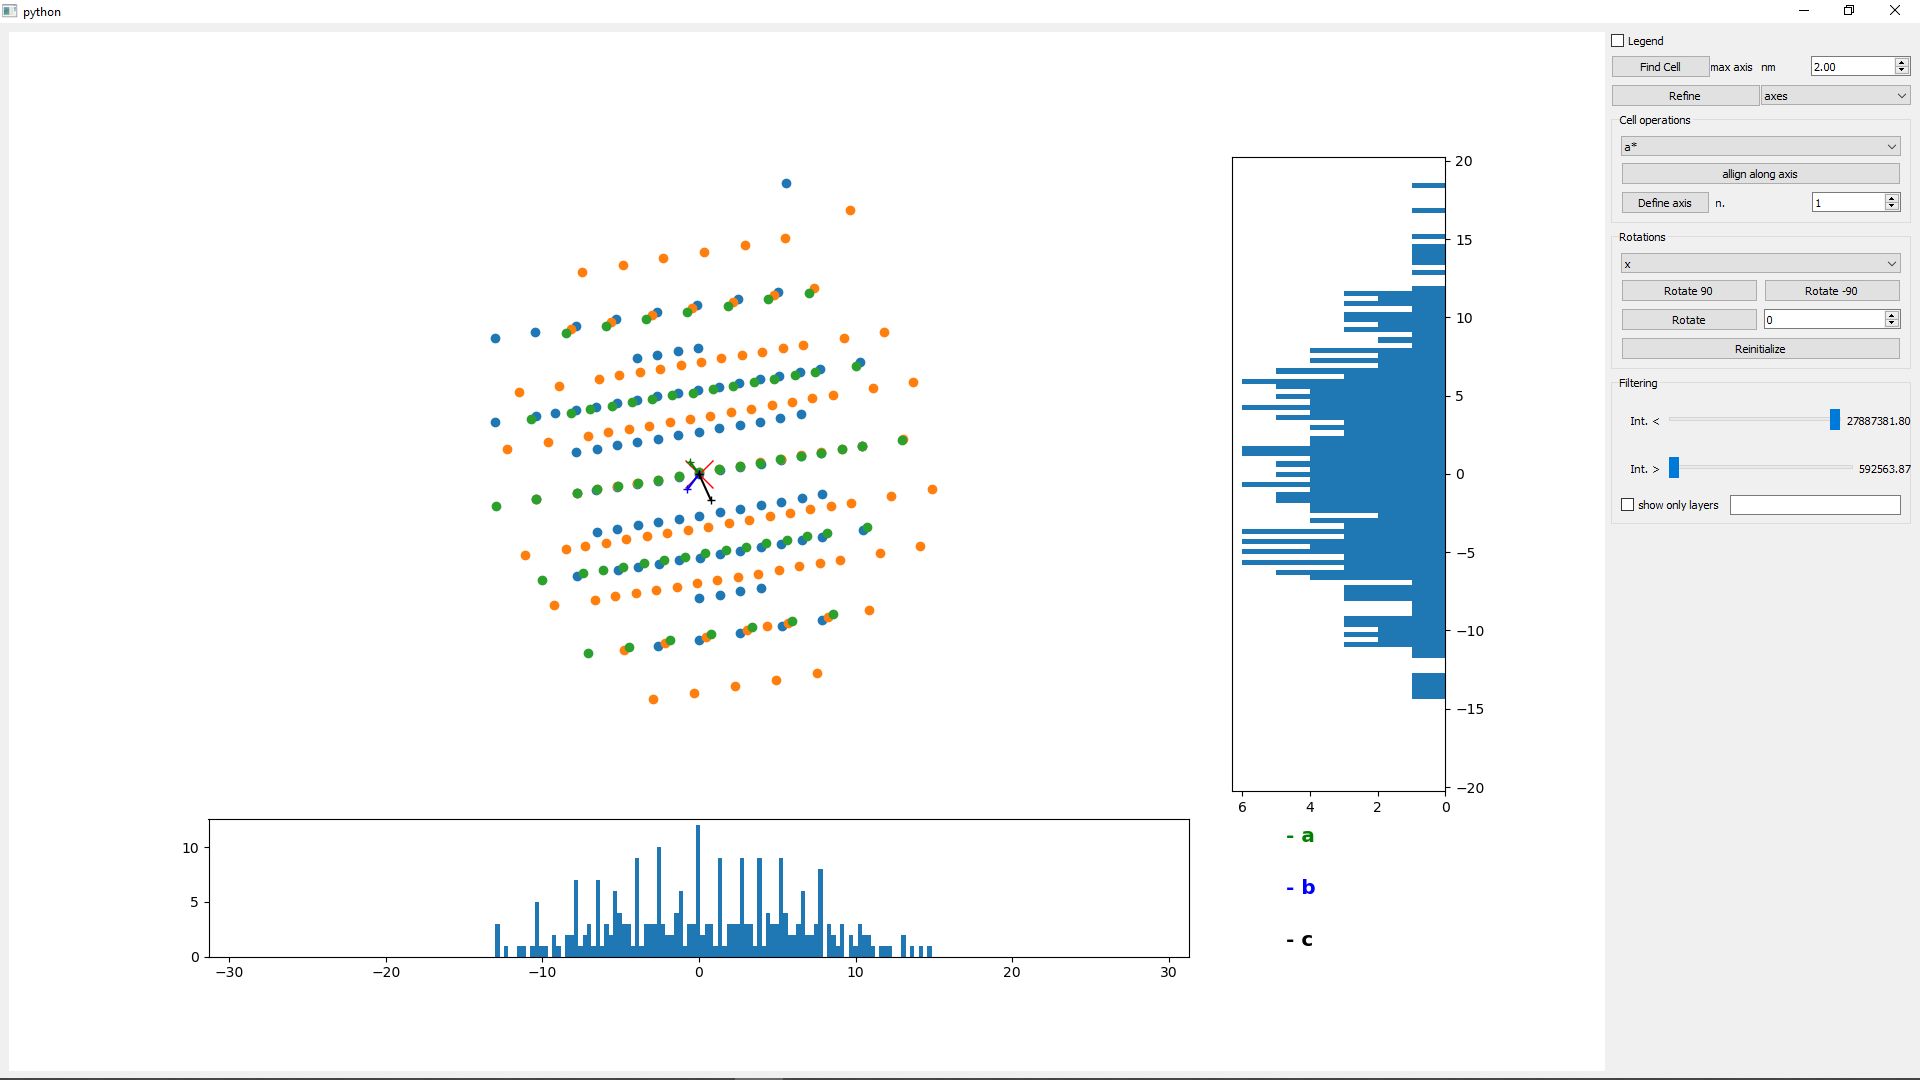 python
Legend
Find Cell max axis nm 2.00
Refine axes
Cell operations
a*
allign along axis
Define axis n. 1
Rotations
x
Rotate 90 Rotate -90
Rotate 0
Reinitialize
Filtering
Int. < 27887381.80
Int. > 592563.87
show only layers
20
15
10
5
0
−5
−10
−15
−20
6 4 2 0
- a
- b
- c
10
5
0
−30 −20 −10 0 10 20 30